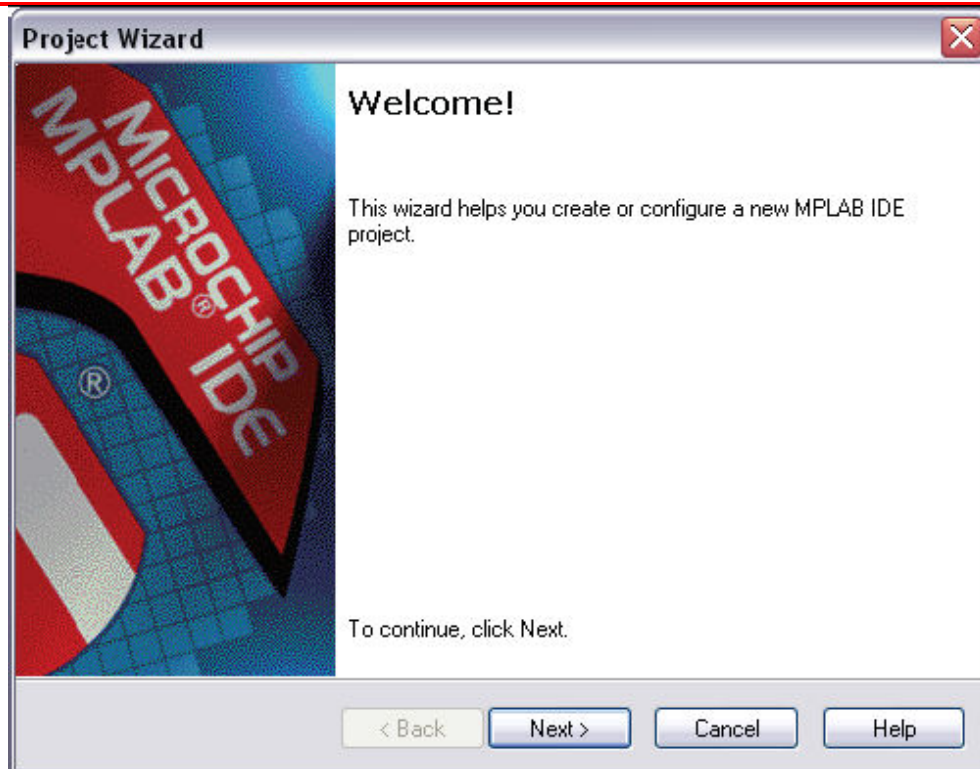 Project Wizard
MICROCHIP
MPLAB® IDE
®
Welcome!
This wizard helps you create or configure a new MPLAB IDE
project.
To continue, click Next.
< Back
Next >
Cancel
Help